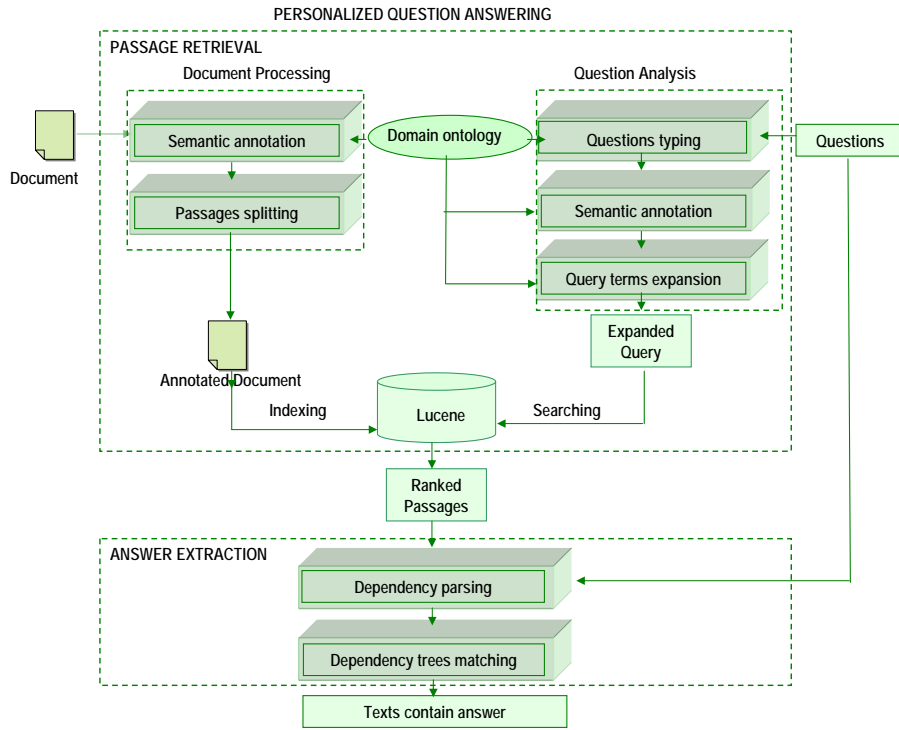 PERSONALIZED QUESTION ANSWERING
PASSAGE RETRIEVAL
Document Processing
Question Analysis
Semantic annotation
Domain ontology
Questions typing
Questions
Document
Passages splitting
Semantic annotation
Query terms expansion
Expanded
Query
Annotated Document
Indexing
Lucene
Searching
Ranked
Passages
ANSWER EXTRACTION
Dependency parsing
Dependency trees matching
Texts contain answer